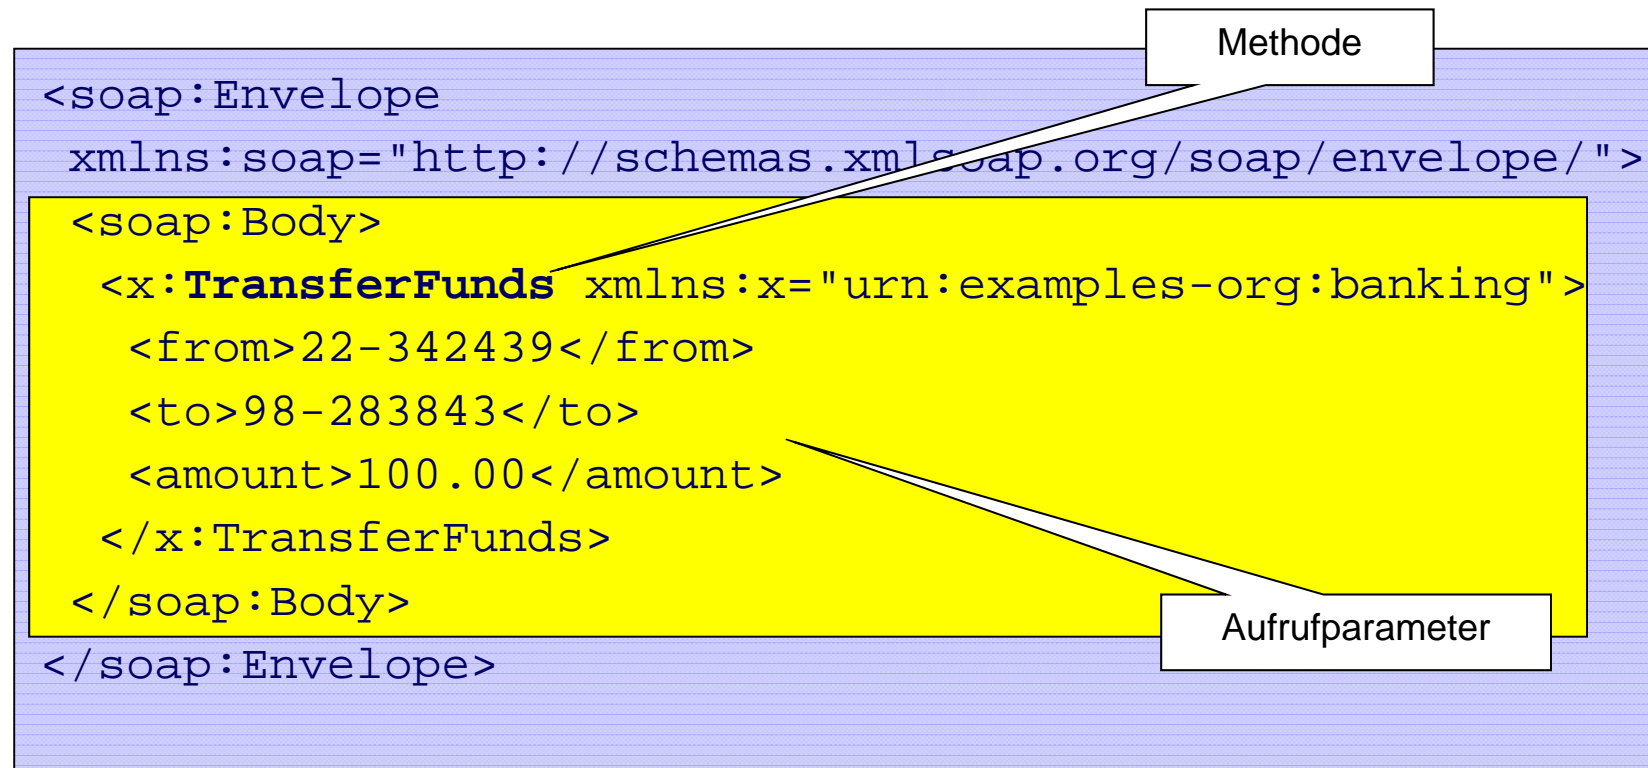 Methode
<soap:Envelope
xmlns:soap="http://schemas.xmlsoap.org/soap/envelope/">
<soap:Body>
<x:TransferFunds xmlns:x="urn:examples-org:banking">
<from>22-342439</from>
<to>98-283843</to>
<amount>100.00</amount>
</x:TransferFunds>
</soap:Body>
Aufrufparameter
</soap:Envelope>